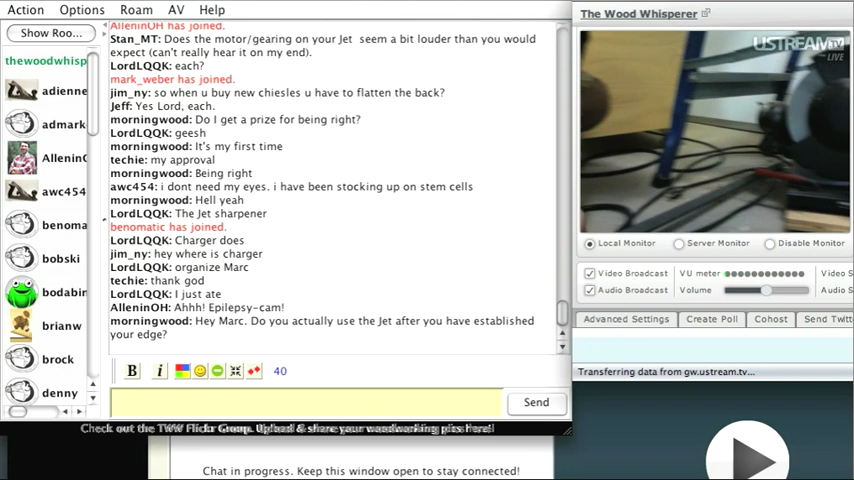 Action Options Roam AV Help
The Wood Whisperer
Show Roo...
AlleninOH has joined.
Stan_MT: Does the motor/gearing on your Jet seem a bit louder than you would
expect (can't really hear it on my end).
LordLQQK: each?
mark_weber has joined.
jim_ny: so when u buy new chiesles u have to flatten the back?
Jeff: Yes Lord, each.
morningwood: Do I get a prize for being right?
LordLQQK: geesh
morningwood: It's my first time
techie: my approval
morningwood: Being right
awc454: i dont need my eyes. i have been stocking up on stem cells
morningwood: Hell yeah
LordLQQK: The Jet sharpener
benomatic has joined.
LordLQQK: Charger does
jim_ny: hey where is charger
LordLQQK: organize Marc
techie: thank god
LordLQQK: I just ate
AlleninOH: Ahhh! Epilepsy-cam!
morningwood: Hey Marc. Do you actually use the Jet after you have established
your edge?
thewoodwhisp
adienne
admark
AlleninO
awc454
benoma
bobski
bodabin
brianw
brock
denny
B i 40
Send
USTREAM TV
LIVE
Local Monitor Server Monitor Disable Monitor
Video Broadcast VU meter Video S
Audio Broadcast Volume Audio S
Advanced Settings Create Poll Cohost Send Twitt
Transferring data from gw.ustream.tv...
Check out the TWW Flickr Group. Upload & share your woodworking pics here!
Chat in progress. Keep this window open to stay connected!